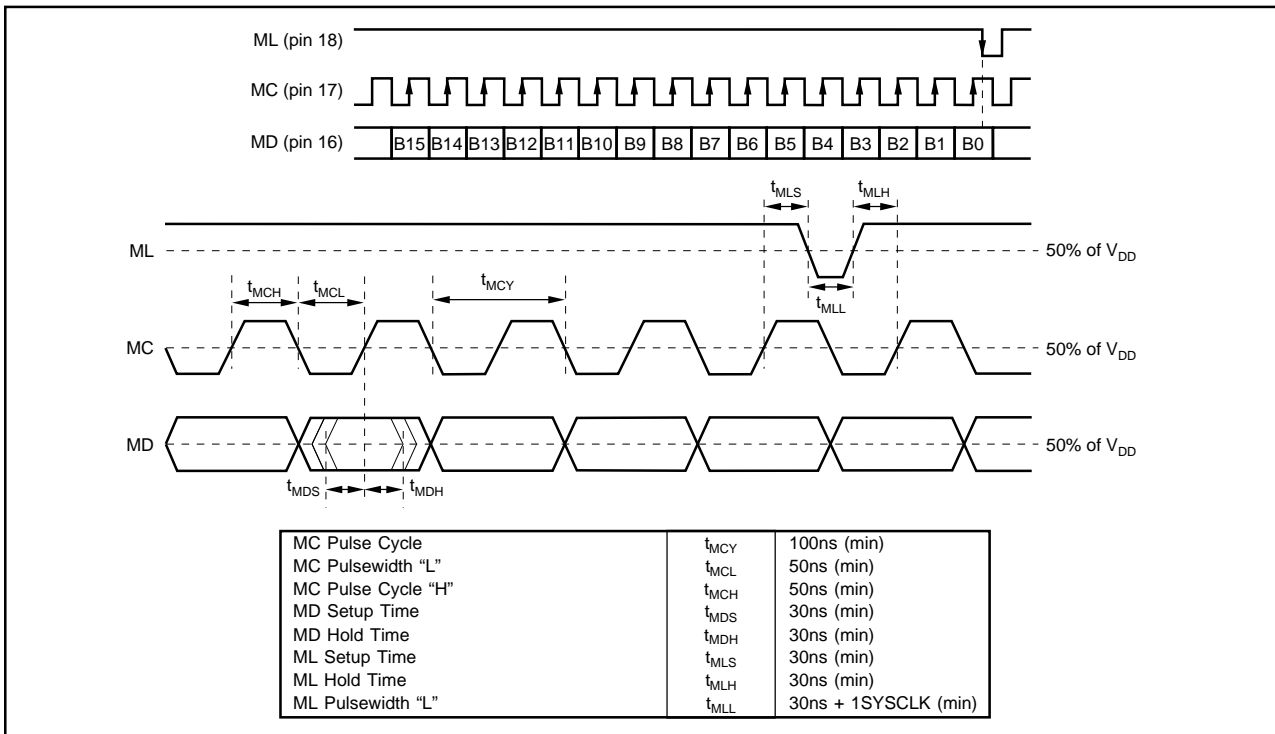 ML (pin 18)
MC (pin 17)
MD (pin 16)
B15 B14 B13 B12 B11 B10 B9 B8 B7 B6 B5 B4 B3 B2 B1 B0
tMLS tMLH
ML 50% of VDD
tMCH tMCL tMCY tMLL
MC 50% of VDD
MD 50% of VDD
tMDS tMDH
MC Pulse Cycle tMCY 100ns (min)
MC Pulsewidth “L” tMCL 50ns (min)
MC Pulse Cycle “H” tMCH 50ns (min)
MD Setup Time tMDS 30ns (min)
MD Hold Time tMDH 30ns (min)
ML Setup Time tMLS 30ns (min)
ML Hold Time tMLH 30ns (min)
ML Pulsewidth “L” tMLL 30ns + 1SYSCLK (min)